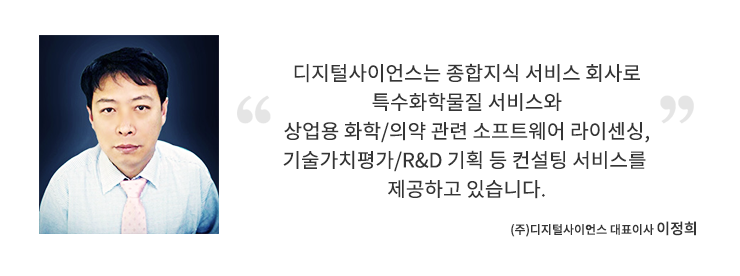 디지털사이언스는 종합지식 서비스 회사로
특수화학물질 서비스와
“ 상업용 화학/의약 관련 소프트웨어 라이센싱, ”
기술가치평가/R&D 기획 등 컨설팅 서비스를
제공하고 있습니다.
(주)디지털사이언스 대표이사 이정희